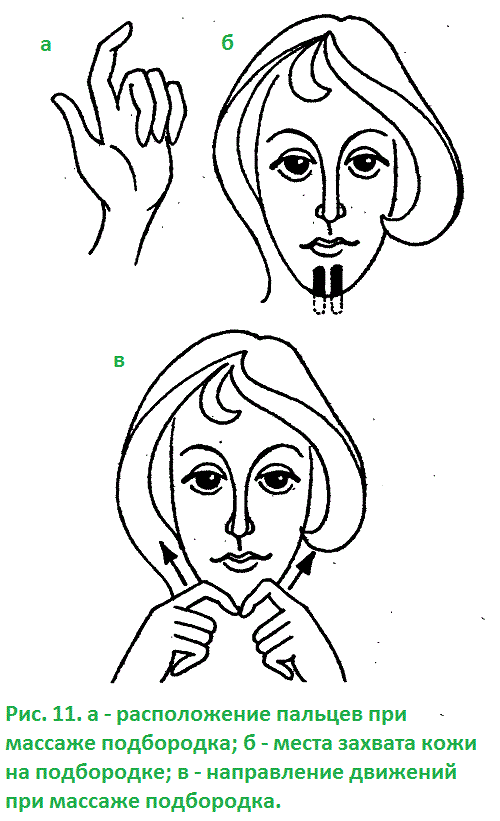 а
б
в
Рис. 11. а - расположение пальцев при
массаже подбородка; б - места захвата кожи
на подбородке; в - направление движений
при массаже подбородка.